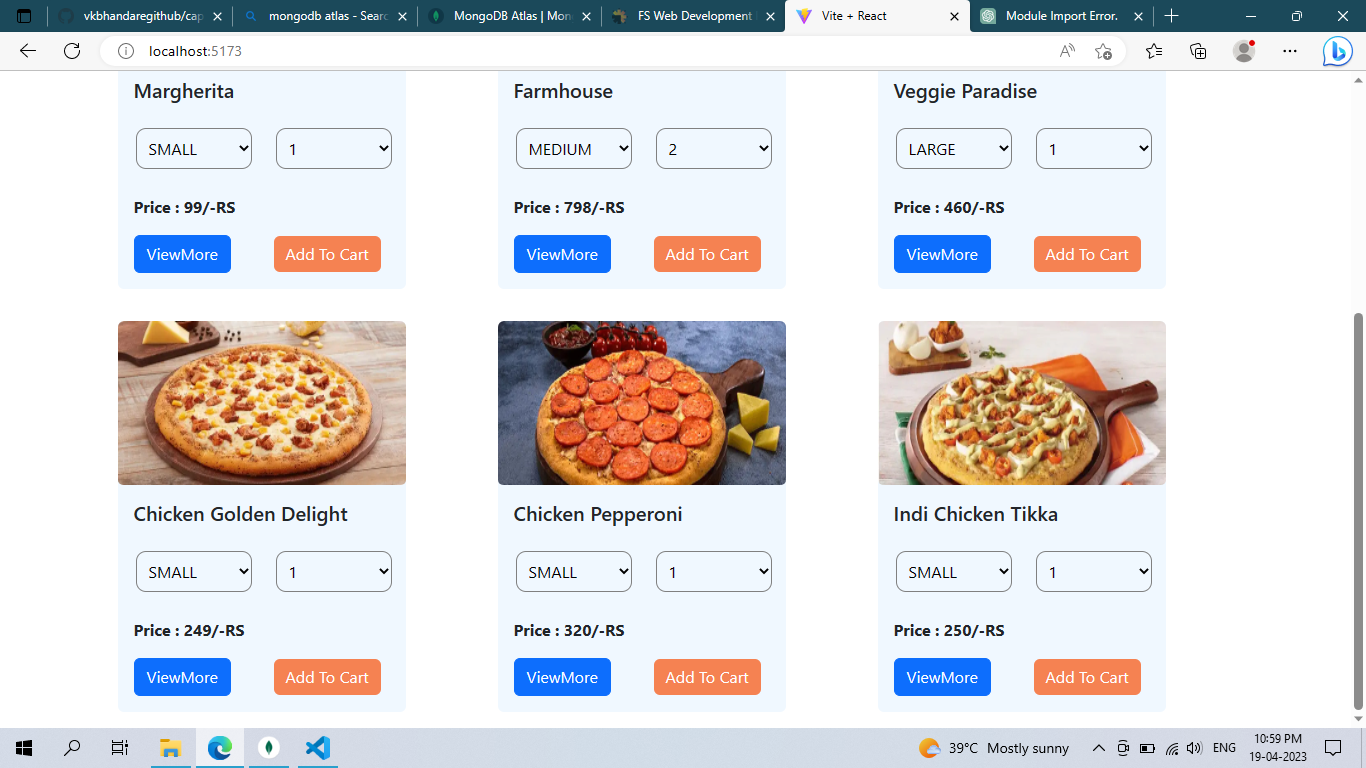 vkbhandaregithub/cap
mongodb atlas - Searc
MongoDB Atlas | Mon
FS Web Development
Vite + React
Module Import Error.
localhost:5173
Margherita
Farmhouse
Veggie Paradise
SMALL 1
MEDIUM 2
LARGE 1
Price : 99/-RS
Price : 798/-RS
Price : 460/-RS
ViewMore Add To Cart
ViewMore Add To Cart
ViewMore Add To Cart
Chicken Golden Delight
Chicken Pepperoni
Indi Chicken Tikka
SMALL 1
SMALL 1
SMALL 1
Price : 249/-RS
Price : 320/-RS
Price : 250/-RS
ViewMore Add To Cart
ViewMore Add To Cart
ViewMore Add To Cart
39°C Mostly sunny
ENG
10:59 PM
19-04-2023